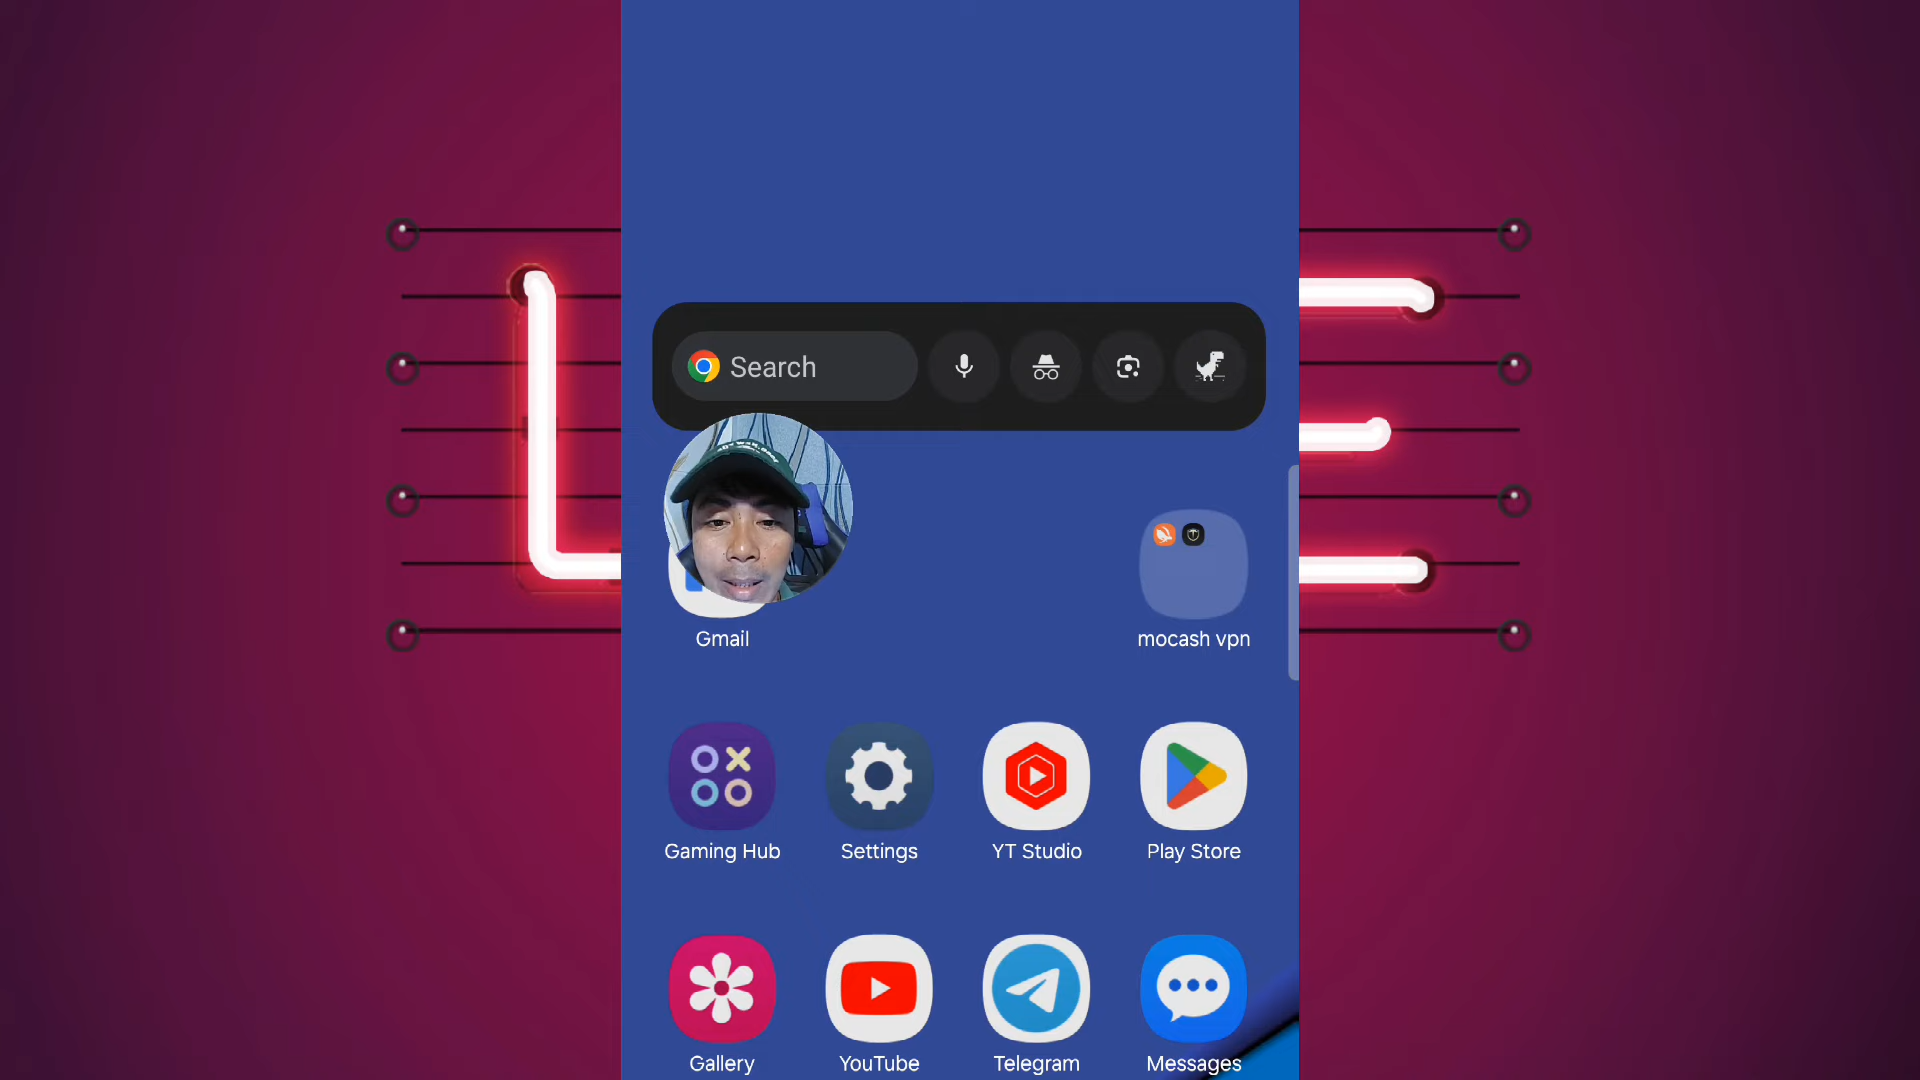 Search
Gmail
mocash vpn
Gaming Hub
Settings
YT Studio
Play Store
Gallery
YouTube
Telegram
Messages